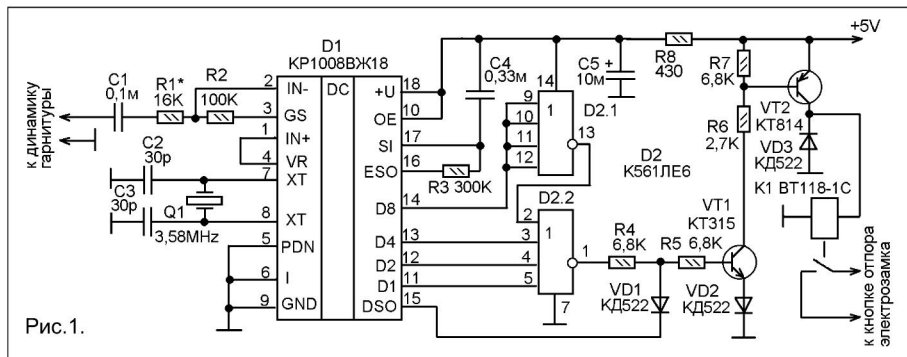 +5V
D1
КР1008ВЖ18
C1
0,1м
R1*
16K
R2
100K
к динамику
гарнитуры
C2
30p
C3
30p
Q1
3,58MHz
2
3
1
4
7
8
5
6
9
IN-
GS
IN+
VR
XT
XT
PDN
I
GND
DC
+U
OE
SI
ESO
D8
D4
D2
D1
DSO
18
10
17
16
14
13
12
11
15
C4
0,33м
R3 300K
14
9
10
11
12
1
13
D2.1
C5 +
10м
R8
430
D2
К561ЛЕ6
D2.2
2
3
4
5
1
1
7
R4
6,8K
R5
6,8K
VD1
КД522
VD2
КД522
VT1
КТ315
R7
6,8K
R6
2,7K
VT2
КТ814
VD3
КД522
K1 BT118-1C
к кнопке отпора
электрозамка
Рис.1.